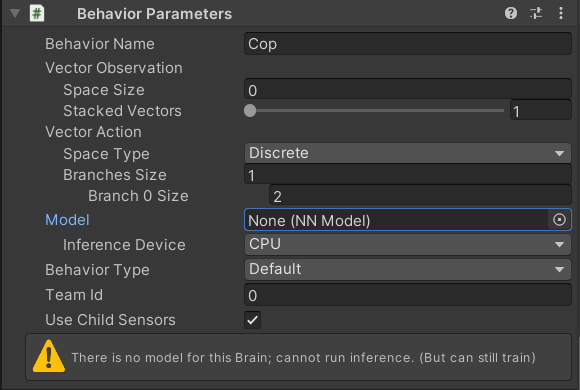 Behavior Parameters
Behavior Name Cop
Vector Observation
Space Size 0
Stacked Vectors 1
Vector Action
Space Type Discrete
Branches Size 1
Branch 0 Size 2
Model None (NN Model)
Inference Device CPU
Behavior Type Default
Team Id 0
Use Child Sensors
There is no model for this Brain; cannot run inference. (But can still train)